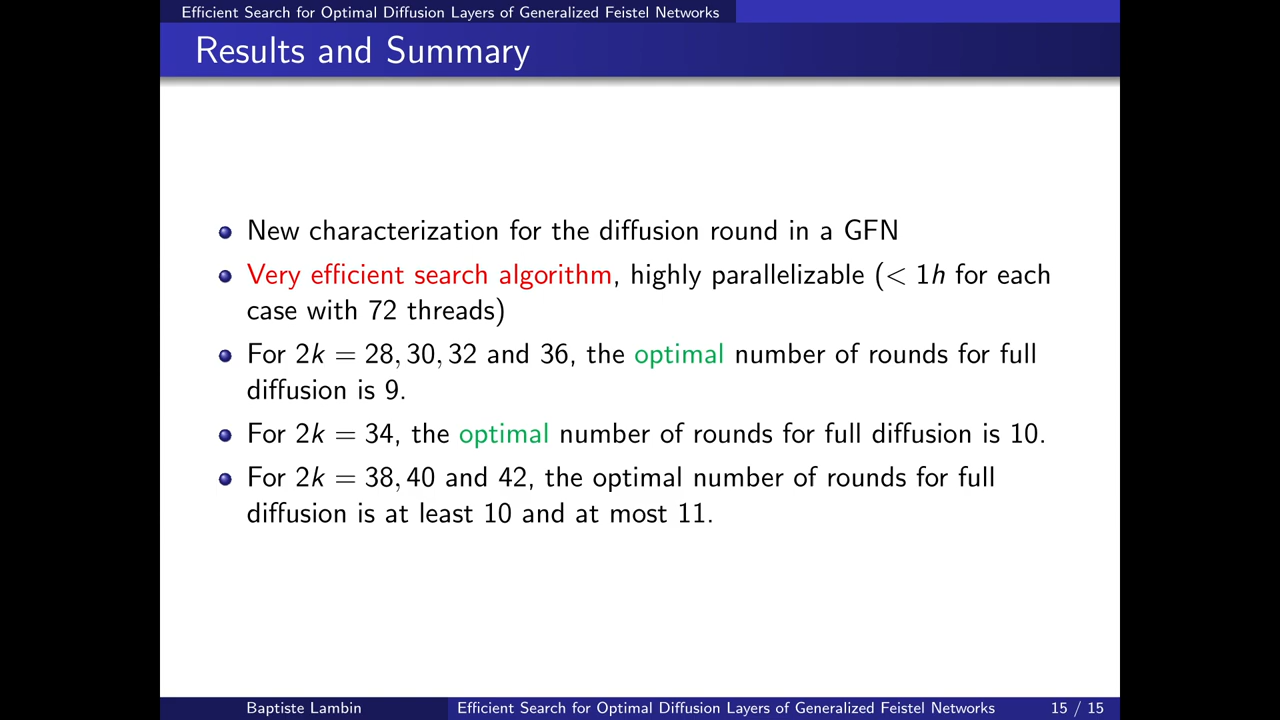 Efficient Search for Optimal Diffusion Layers of Generalized Feistel Networks
Results and Summary
New characterization for the diffusion round in a GFN
Very efficient search algorithm, highly parallelizable (< 1h for each
case with 72 threads)
For 2k = 28, 30, 32 and 36, the optimal number of rounds for full
diffusion is 9.
For 2k = 34, the optimal number of rounds for full diffusion is 10.
For 2k = 38, 40 and 42, the optimal number of rounds for full
diffusion is at least 10 and at most 11.
Baptiste Lambin Efficient Search for Optimal Diffusion Layers of Generalized Feistel Networks 15 / 15